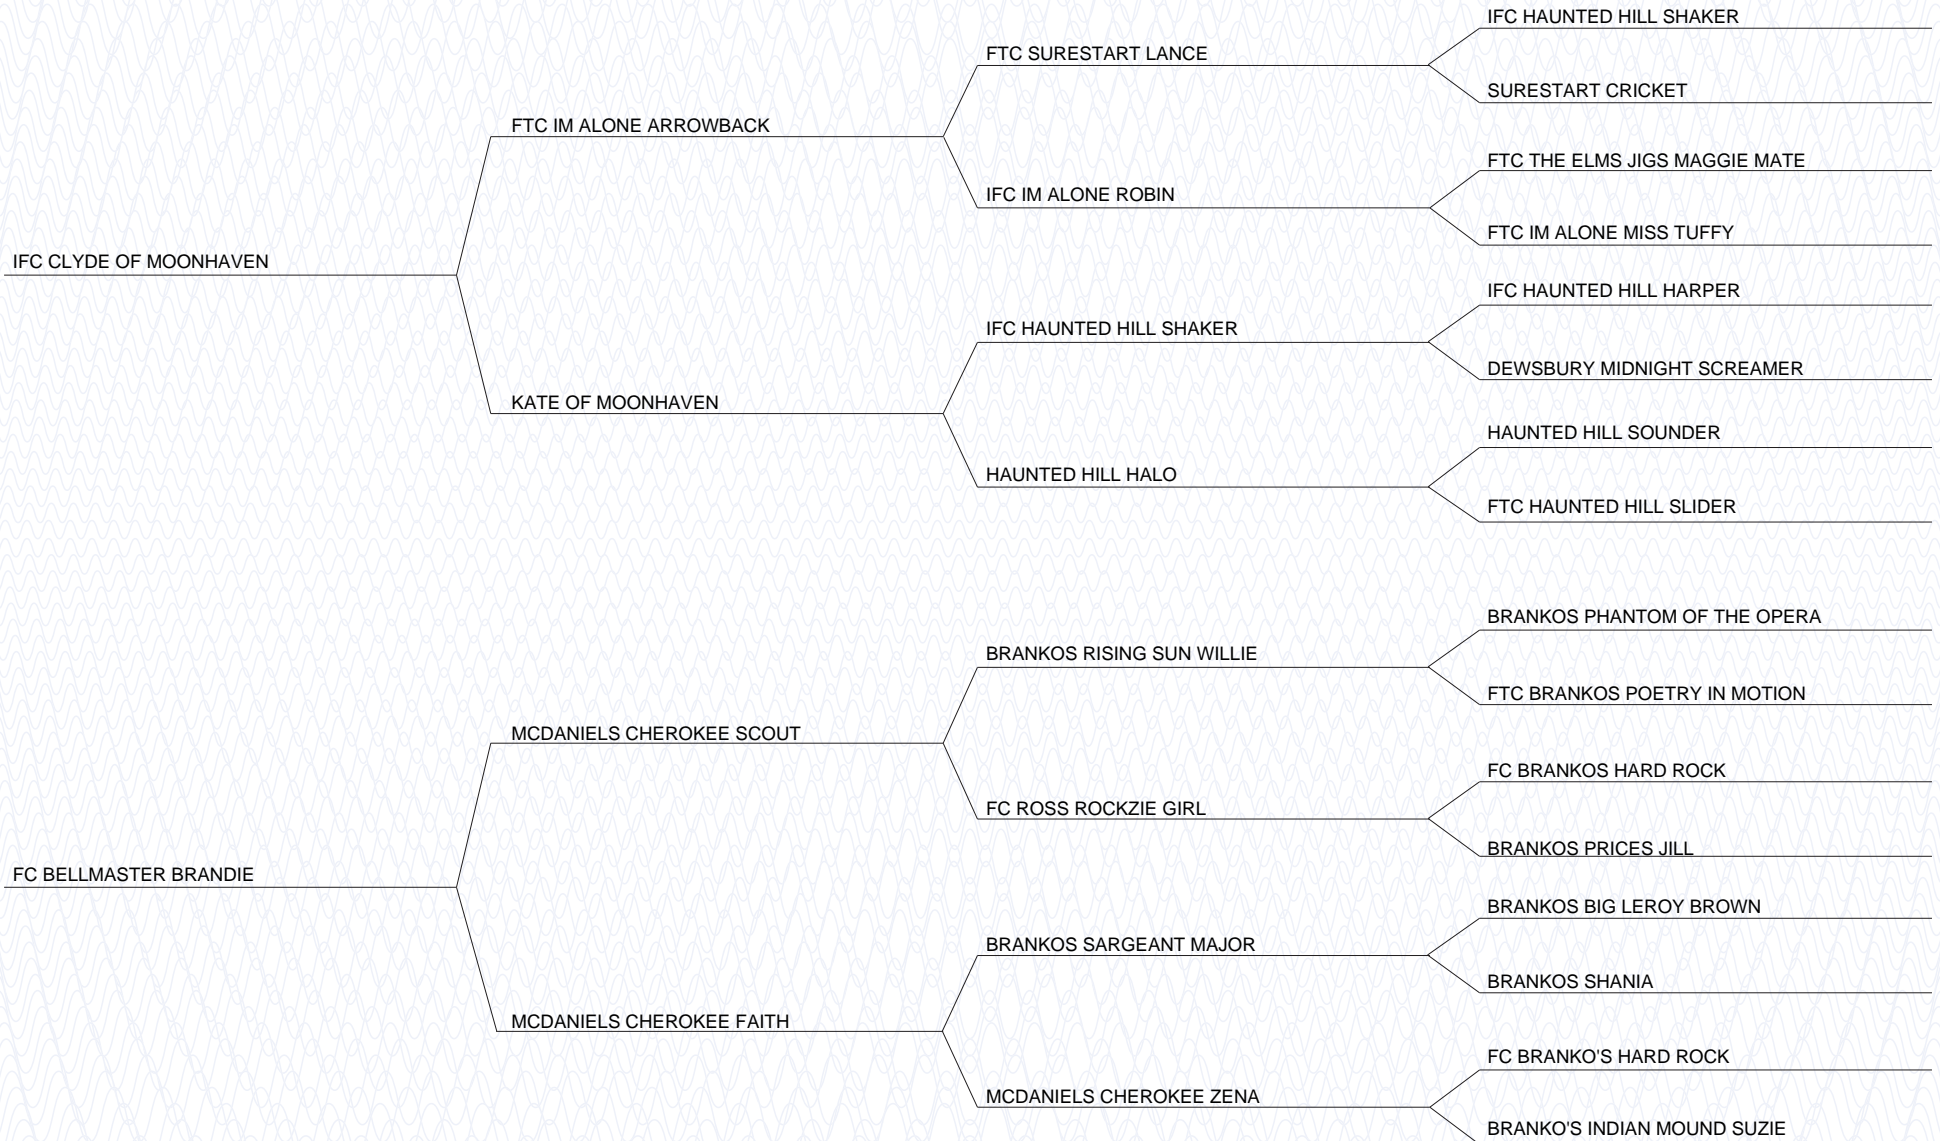 IFC HAUNTED HILL SHAKER
FTC SURESTART LANCE
SURESTART CRICKET
FTC IM ALONE ARROWBACK
FTC THE ELMS JIGS MAGGIE MATE
IFC IM ALONE ROBIN
FTC IM ALONE MISS TUFFY
IFC CLYDE OF MOONHAVEN
IFC HAUNTED HILL HARPER
IFC HAUNTED HILL SHAKER
DEWSBURY MIDNIGHT SCREAMER
KATE OF MOONHAVEN
HAUNTED HILL SOUNDER
HAUNTED HILL HALO
FTC HAUNTED HILL SLIDER
BRANKOS PHANTOM OF THE OPERA
BRANKOS RISING SUN WILLIE
FTC BRANKOS POETRY IN MOTION
MCDANIELS CHEROKEE SCOUT
FC BRANKOS HARD ROCK
FC ROSS ROCKZIE GIRL
BRANKOS PRICES JILL
FC BELLMASTER BRANDIE
BRANKOS BIG LEROY BROWN
BRANKOS SARGEANT MAJOR
BRANKOS SHANIA
MCDANIELS CHEROKEE FAITH
FC BRANKO'S HARD ROCK
MCDANIELS CHEROKEE ZENA
BRANKO'S INDIAN MOUND SUZIE